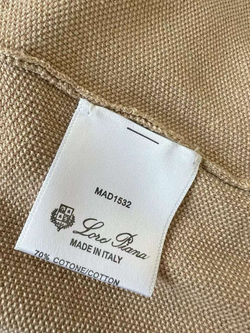 MAD1532
Loro Piana
MADE IN ITALY
70% COTONE/COTTON